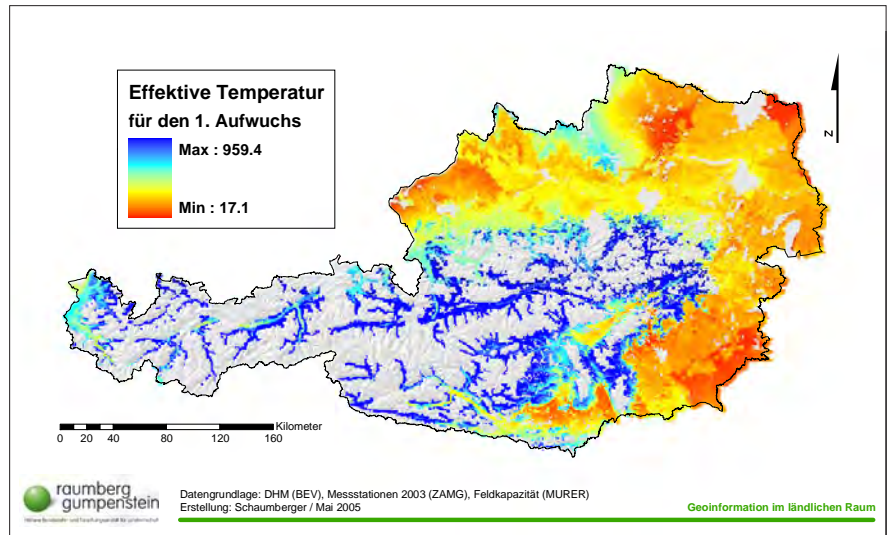 Effektive Temperatur
für den 1. Aufwuchs
Max : 959.4
Min : 17.1
N
Kilometer
0 20 40 80 120 160
raumberg
gumpenstein
Datengrundlage: DHM (BEV), Messstationen 2003 (ZAMG), Feldkapazität (MURER)
Erstellung: Schaumberger / Mai 2005
Geoinformation im ländlichen Raum